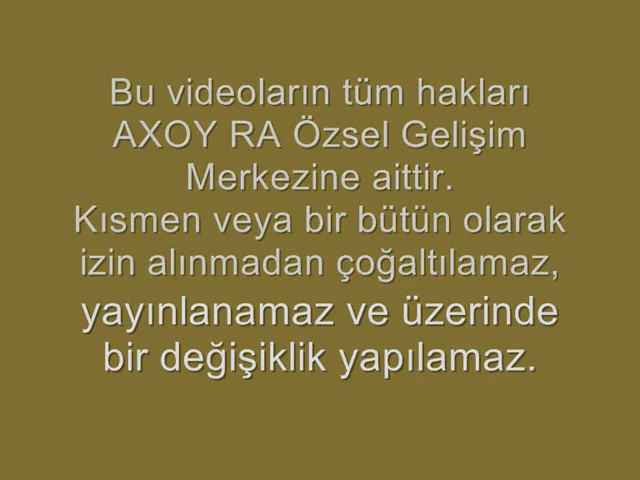 Bu videoların tüm hakları
AXOY RA Özsel Gelişim
Merkezine aittir.
Kısmen veya bir bütün olarak
izin alınmadan çoğaltılamaz,
yayınlanamaz ve üzerinde
bir değişiklik yapılamaz.